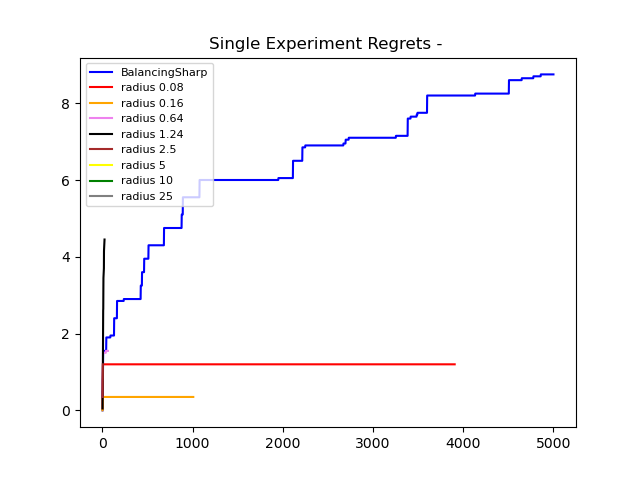 Single Experiment Regrets -
BalancingSharp
radius 0.08
radius 0.16
radius 0.64
radius 1.24
radius 2.5
radius 5
radius 10
radius 25
8
6
4
2
0
0 1000 2000 3000 4000 5000